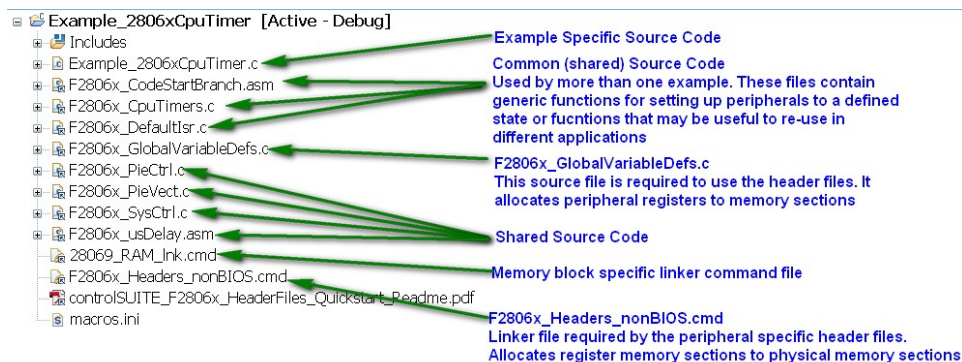 Example_2806xCpuTimer [Active - Debug]
Includes
Example_2806xCpuTimer.c
F2806x_CodeStartBranch.asm
F2806x_CpuTimers.c
F2806x_DefaultIsr.c
F2806x_GlobalVariableDefs.c
F2806x_PieCtrl.c
F2806x_PieVect.c
F2806x_SysCtrl.c
F2806x_usDelay.asm
28069_RAM_lnk.cmd
F2806x_Headers_nonBIOS.cmd
controlSUITE_F2806x_HeaderFiles_Quickstart_Readme.pdf
macros.ini
Example Specific Source Code
Common (shared) Source Code
Used by more than one example. These files contain
generic functions for setting up peripherals to a defined
state or fucntions that may be useful to re-use in
different applications
F2806x_GlobalVariableDefs.c
This source file is required to use the header files. It
allocates peripheral registers to memory sections
Shared Source Code
Memory block specific linker command file
F2806x_Headers_nonBIOS.cmd
Linker file required by the peripheral specific header files.
Allocates register memory sections to physical memory sections